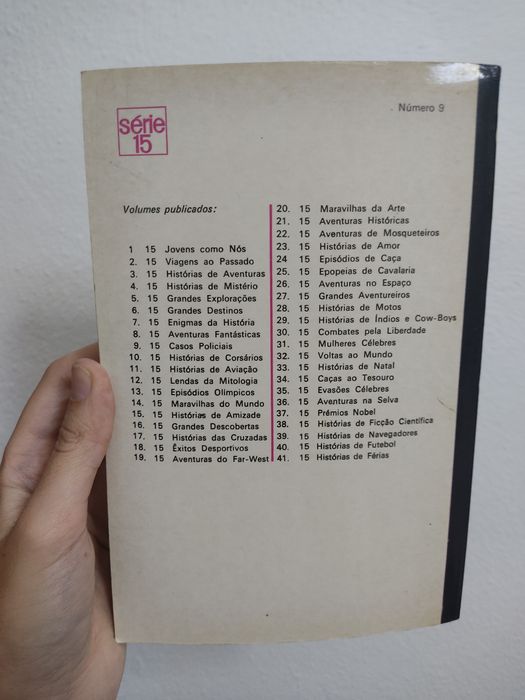 Número 9
série
15
Volumes publicados:
1 15 Jovens como Nós
2. 15 Viagens ao Passado
3. 15 Histórias de Aventuras
4. 15 Histórias de Mistério
5. 15 Grandes Explorações
6. 15 Grandes Destinos
7. 15 Enigmas da História
8. 15 Aventuras Fantásticas
9. 15 Casos Policiais
10. 15 Histórias de Corsários
11. 15 Histórias de Aviação
12. 15 Lendas da Mitologia
13. 15 Episódios Olímpicos
14. 15 Maravilhas do Mundo
15. 15 Histórias de Amizade
16. 15 Grandes Descobertas
17. 15 Histórias das Cruzadas
18. 15 Êxitos Desportivos
19. 15 Aventuras do Far-West
20. 15 Maravilhas da Arte
21. 15 Aventuras Históricas
22. 15 Aventuras de Mosqueteiros
23. 15 Histórias de Amor
24 15 Episódios de Caça
25. 15 Epopeias de Cavalaria
26. 15 Aventuras no Espaço
27. 15 Grandes Aventureiros
28. 15 Histórias de Motos
29. 15 Histórias de Índios e Cow-Boys
30. 15 Combates pela Liberdade
31. 15 Mulheres Célebres
32. 15 Voltas ao Mundo
33. 15 Histórias de Natal
34. 15 Caças ao Tesouro
35. 15 Evasões Célebres
36. 15 Aventuras na Selva
37. 15 Prémios Nobel
38. 15 Histórias de Ficção Científica
39. 15 Histórias de Navegadores
40. 15 Histórias de Futebol
41. 15 Histórias de Férias